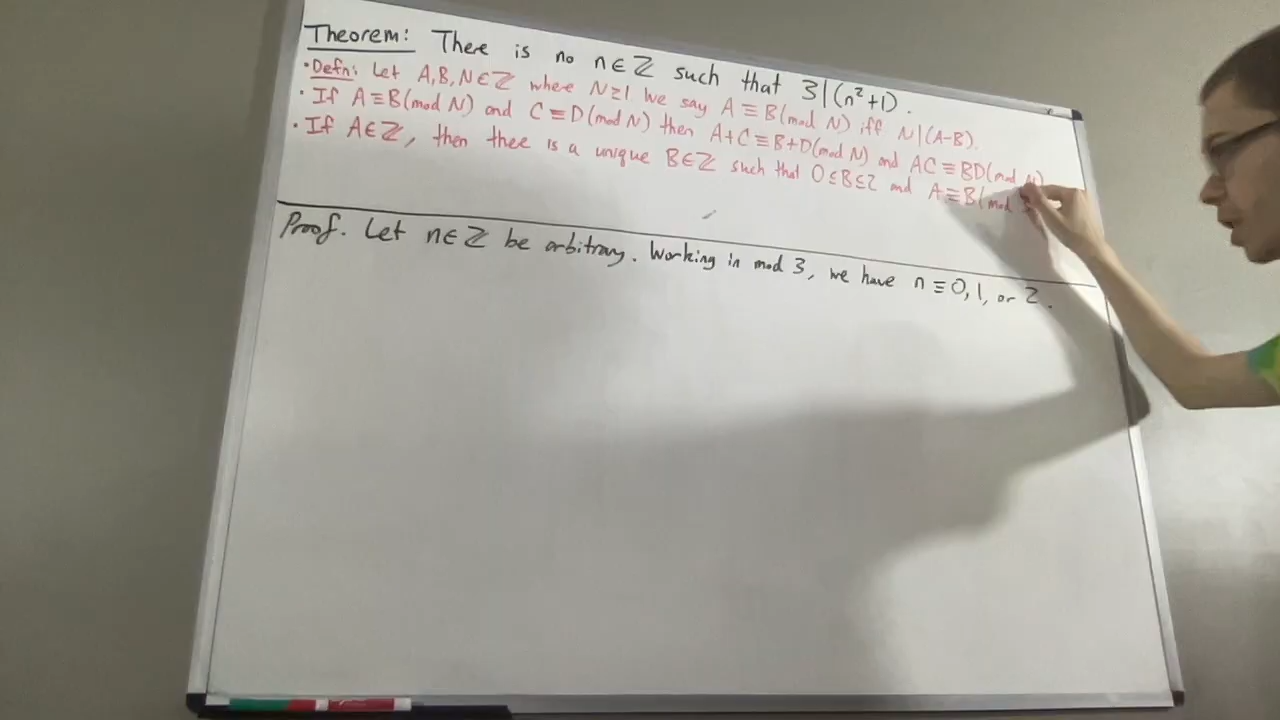 Theorem: There is no n∈ℤ such that 3|(n²+1).
• Defn: Let A,B,N∈ℤ where N≥1. We say A≡B(mod N) iff N|(A-B).
• If A≡B(mod N) and C≡D(mod N) then A+C≡B+D(mod N) and AC≡BD(mod N)
• If A∈ℤ, then thee is a unique B∈ℤ such that 0≤B≤2 and A≡B(mod
Proof. Let n∈ℤ be arbitrary. Working in mod 3, we have n≡0,1, or 2.